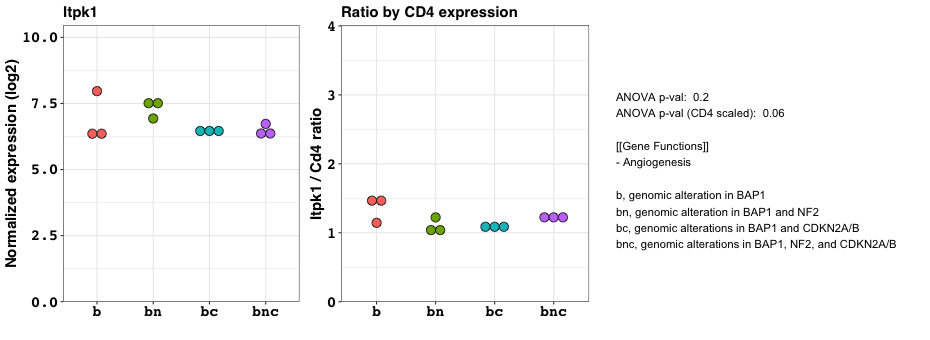 Itpk1
Normalized expression (log2)
10.0
7.5
5.0
2.5
0.0
b bn bc bnc
Ratio by CD4 expression
Itpk1 / Cd4 ratio
4
3
2
1
0
b bn bc bnc
ANOVA p-val: 0.2
ANOVA p-val (CD4 scaled): 0.06
[[Gene Functions]]
- Angiogenesis
b, genomic alteration in BAP1
bn, genomic alteration in BAP1 and NF2
bc, genomic alterations in BAP1 and CDKN2A/B
bnc, genomic alterations in BAP1, NF2, and CDKN2A/B